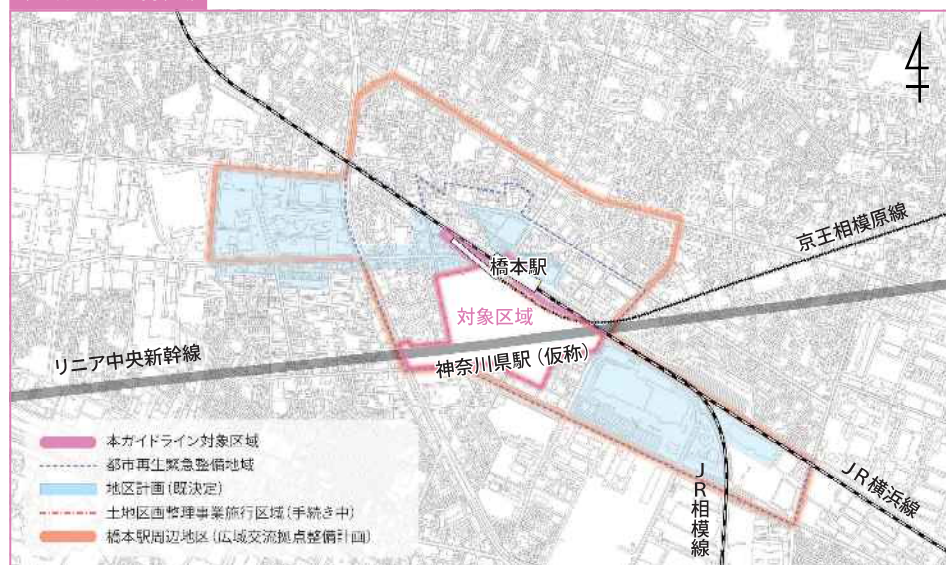 京王相模原線
橋本駅
対象区域
リニア中央新幹線
神奈川県駅（仮称）
本ガイドライン対象区域
都市再生緊急整備地域
地区計画（既決定）
土地区画整理事業施行区域（手続き中）
橋本駅周辺地区（広域交流拠点整備計画）
JR相模線
JR横浜線